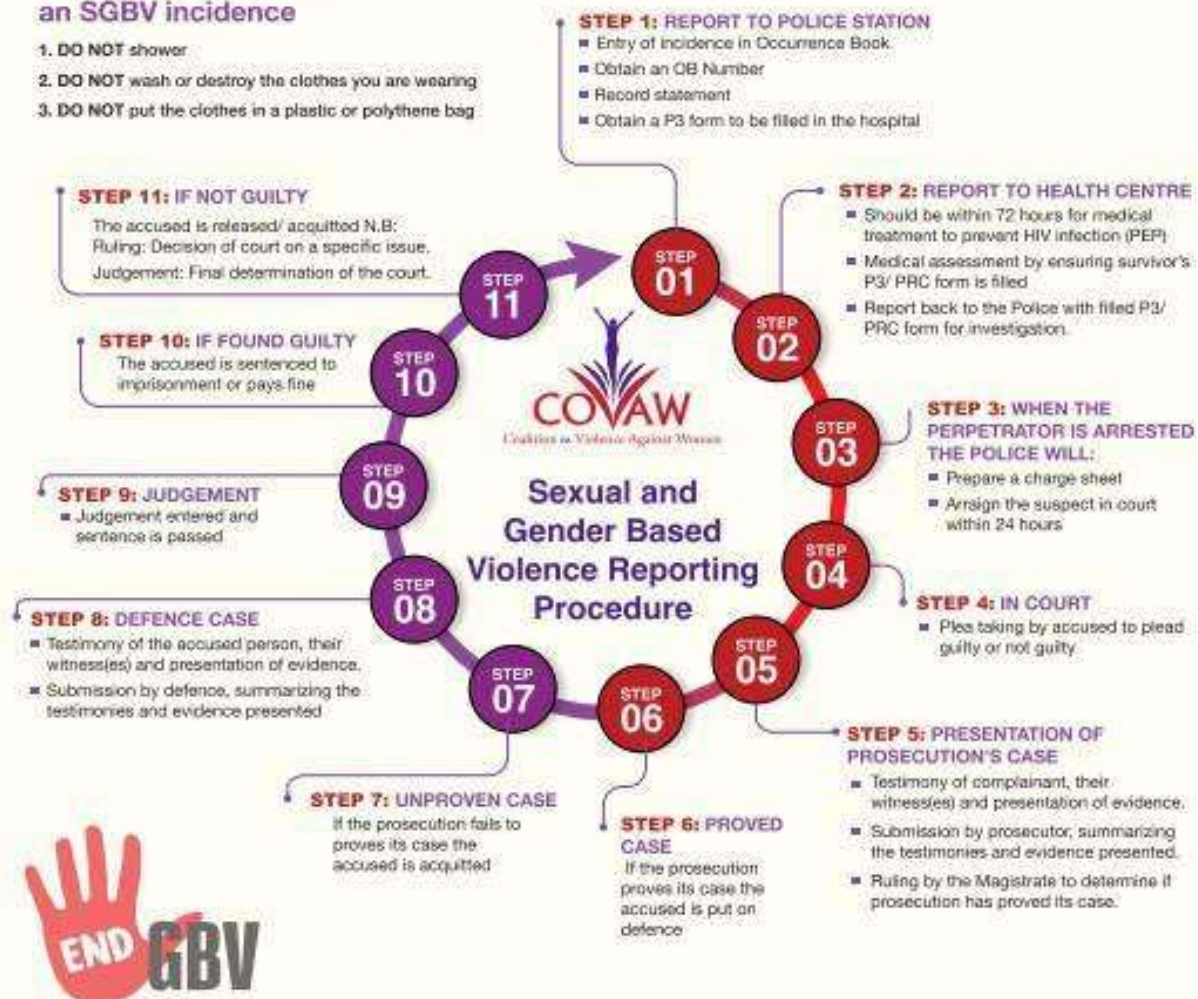 an SGBV incidence
1. DO NOT shower
2. DO NOT wash or destroy the clothes you are wearing
3. DO NOT put the clothes in a plastic or polythene bag
STEP 1: REPORT TO POLICE STATION
Entry of incidence in Occurrence Book
Obtain an OB Number
Record statement
Obtain a P3 form to be filled in the hospital
STEP 2: REPORT TO HEALTH CENTRE
Should be within 72 hours for medical
treatment to prevent HIV infection (PEP)
Medical assessment by ensuring survivor's
P3/ PRC form is filled
Report back to the Police with filled P3/
PRC form for investigation.
STEP 3: WHEN THE
PERPETRATOR IS ARRESTED
THE POLICE WILL:
Prepare a charge sheet
Arraign the suspect in court
within 24 hours
STEP 4: IN COURT
Plea taking by accused to plead
guilty or not guilty
STEP 5: PRESENTATION OF
PROSECUTION'S CASE
Testimony of complainant, their
witness(es) and presentation of evidence.
Submission by prosecutor, summarizing
the testimonies and evidence presented.
Ruling by the Magistrate to determine if
prosecution has proved its case.
STEP 6: PROVED
CASE
If the prosecution
proves its case the
accused is put on
defence
STEP 7: UNPROVEN CASE
If the prosecution fails to
proves its case the
accused is acquitted
STEP 8: DEFENCE CASE
Testimony of the accused person, their
witness(es) and presentation of evidence.
Submission by defence, summarizing the
testimonies and evidence presented
STEP 9: JUDGEMENT
Judgement entered and
sentence is passed
STEP 10: IF FOUND GUILTY
The accused is sentenced to
imprisonment or pays fine
STEP 11: IF NOT GUILTY
The accused is released/ acquitted N.B:
Ruling: Decision of court on a specific issue.
Judgement: Final determination of the court.
STEP
01
STEP
02
STEP
03
STEP
04
STEP
05
STEP
06
STEP
07
STEP
08
STEP
09
STEP
10
STEP
11
COVAW
Coalition on Violence Against Women
Sexual and
Gender Based
Violence Reporting
Procedure
END GBV